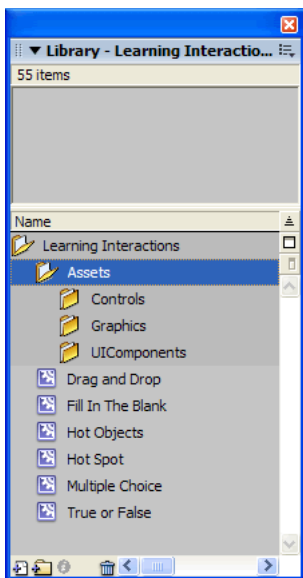 Library - Learning Interactio...
55 items
Name
Learning Interactions
Assets
Controls
Graphics
UIComponents
Drag and Drop
Fill In The Blank
Hot Objects
Hot Spot
Multiple Choice
True or False